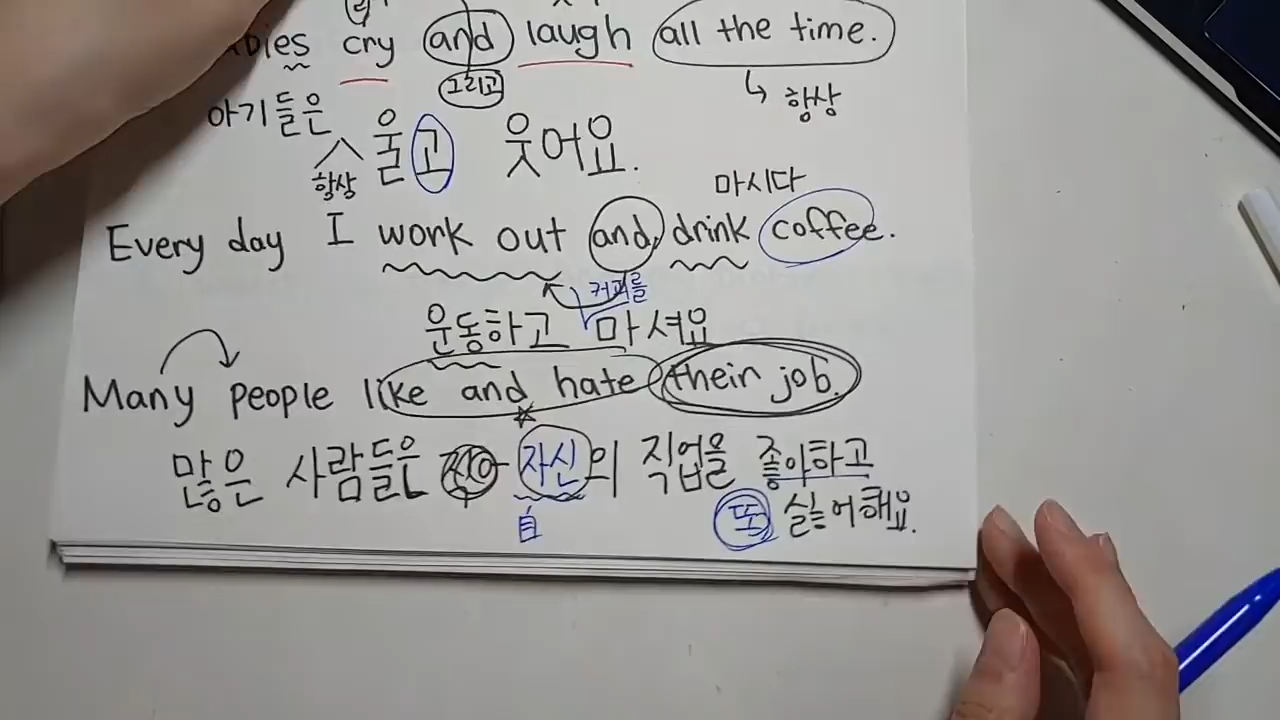 cry and laugh all the time.
그리고
항상
아기들은 울고 웃어요.
항상
마시다
Every day I work out and drink coffee.
커피를
운동하고 마셔요
Many people like and hate their job.
많은 사람들은 자신의 직업을 좋아하고
自
또 싫어해요.